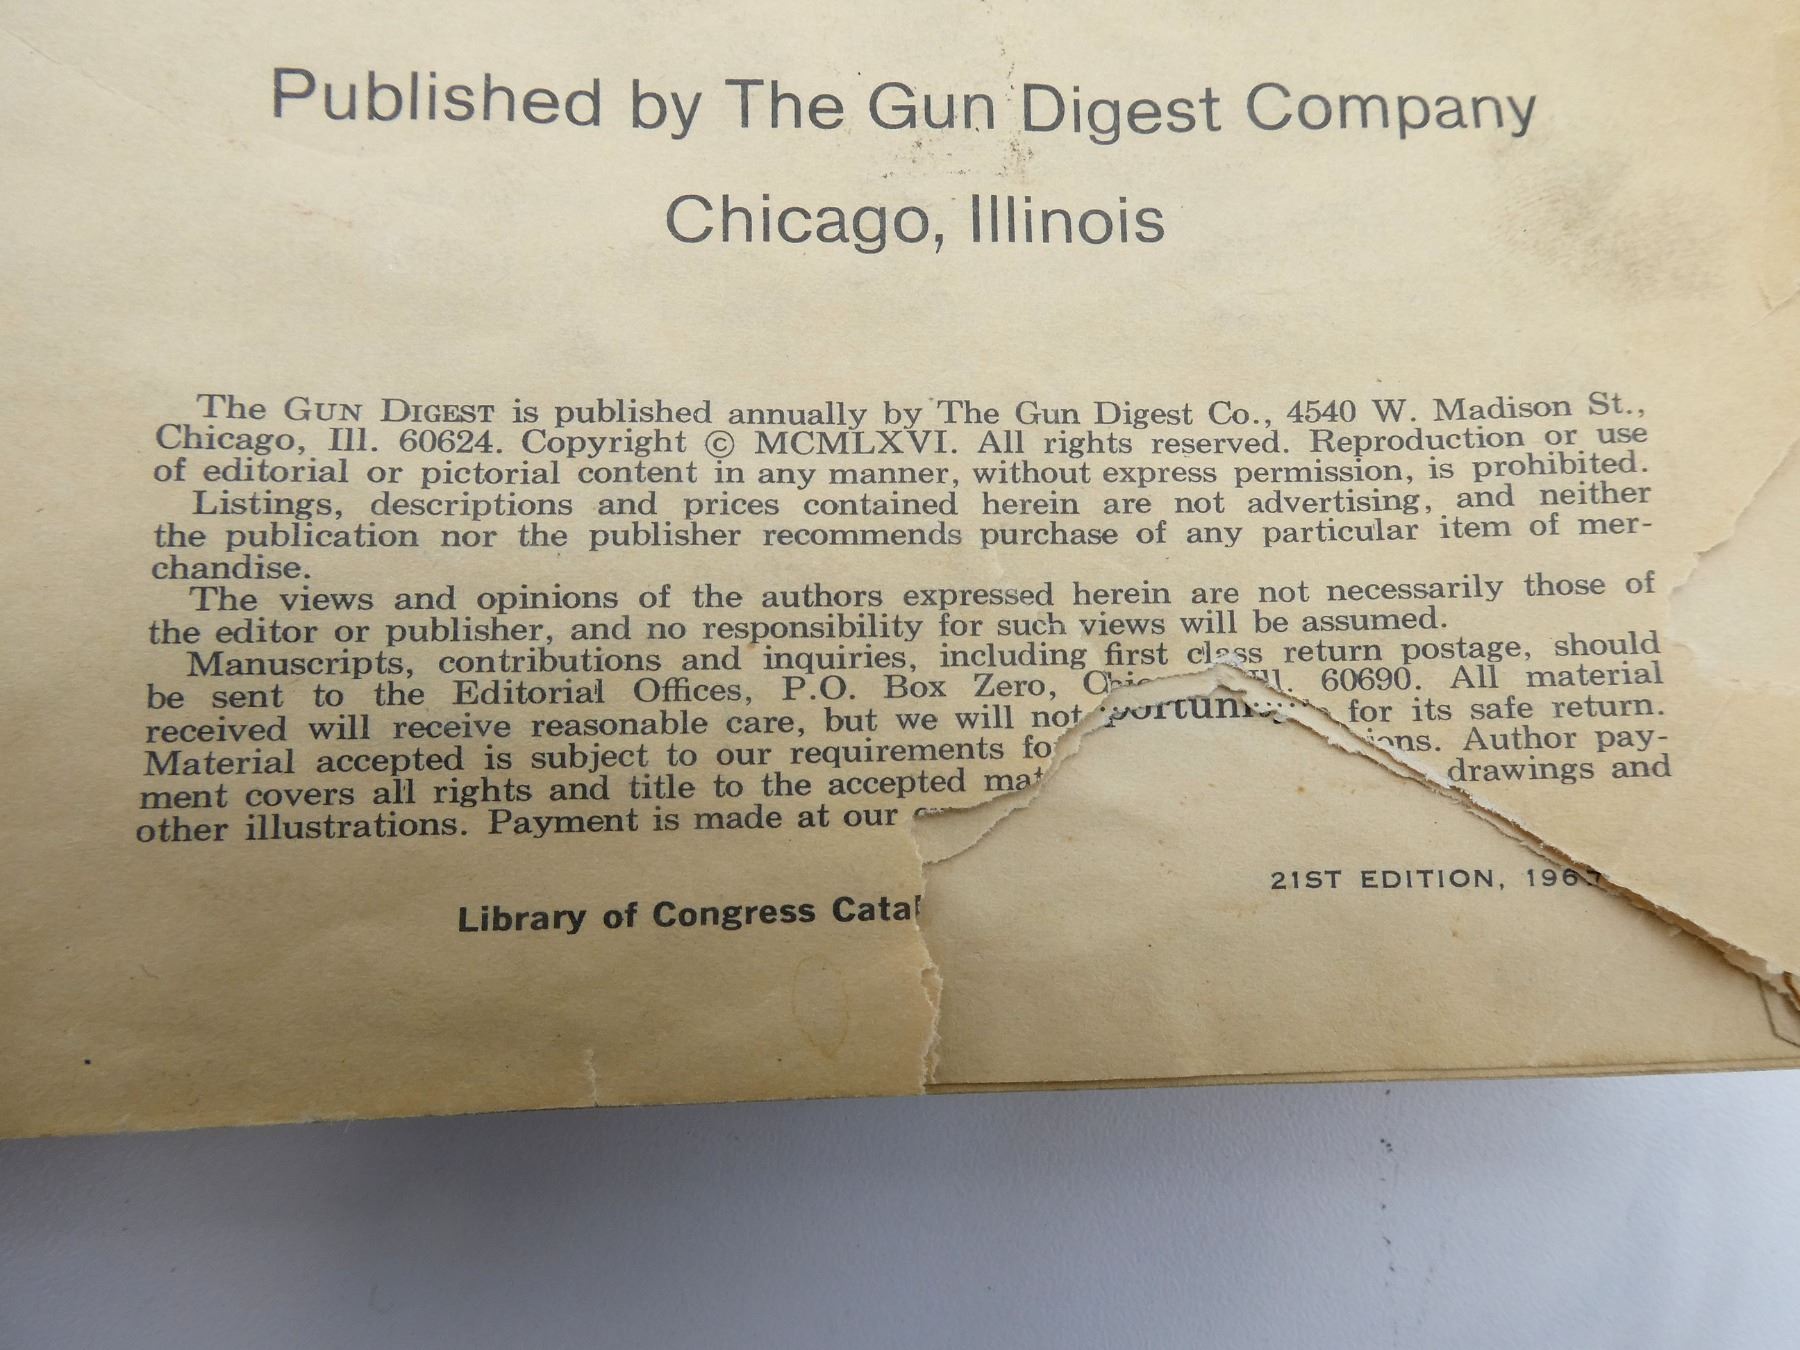 Published by The Gun Digest Company
Chicago, Illinois
The GUN DIGEST is published annually by The Gun Digest Co., 4540 W. Madison St.,
Chicago, Ill. 60624. Copyright © MCMLXVI. All rights reserved. Reproduction or use
of editorial or pictorial content in any manner, without express permission, is prohibited.
Listings, descriptions and prices contained herein are not advertising, and neither
the publication nor the publisher recommends purchase of any particular item of mer-
chandise.
The views and opinions of the authors expressed herein are not necessarily those of
the editor or publisher, and no responsibility for such views will be assumed.
Manuscripts, contributions and inquiries, including first class return postage, should
be sent to the Editorial Offices, P.O. Box Zero, Ill. 60690. All material
received will receive reasonable care, but we will not for its safe return.
Material accepted is subject to our requirements Author pay-
ment covers all rights and title to the accepted drawings and
other illustrations. Payment is made at our
21ST EDITION,
Library of Congress